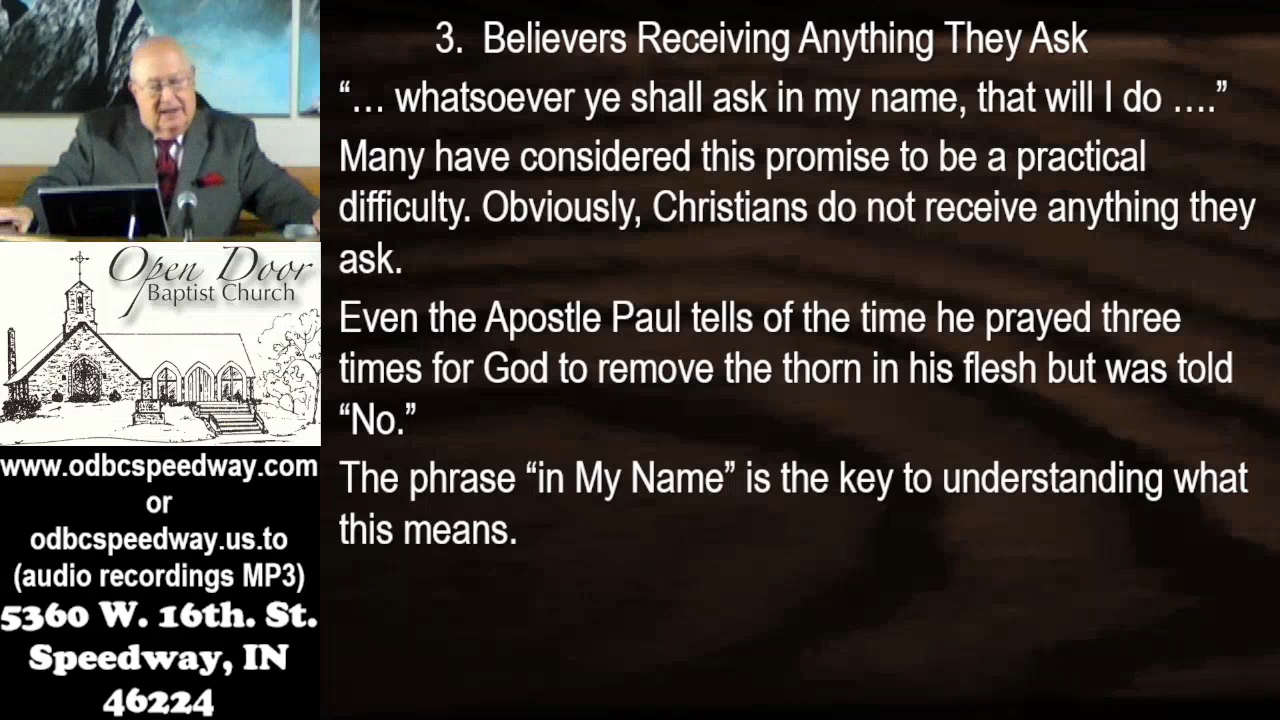 3. Believers Receiving Anything They Ask
“… whatsoever ye shall ask in my name, that will I do ….”
Many have considered this promise to be a practical
difficulty. Obviously, Christians do not receive anything they
ask.
Even the Apostle Paul tells of the time he prayed three
times for God to remove the thorn in his flesh but was told
“No.”
The phrase “in My Name” is the key to understanding what
this means.
Open Door
Baptist Church
www.odbcspeedway.com
or
odbcspeedway.us.to
(audio recordings MP3)
5360 W. 16th. St.
Speedway, IN
46224